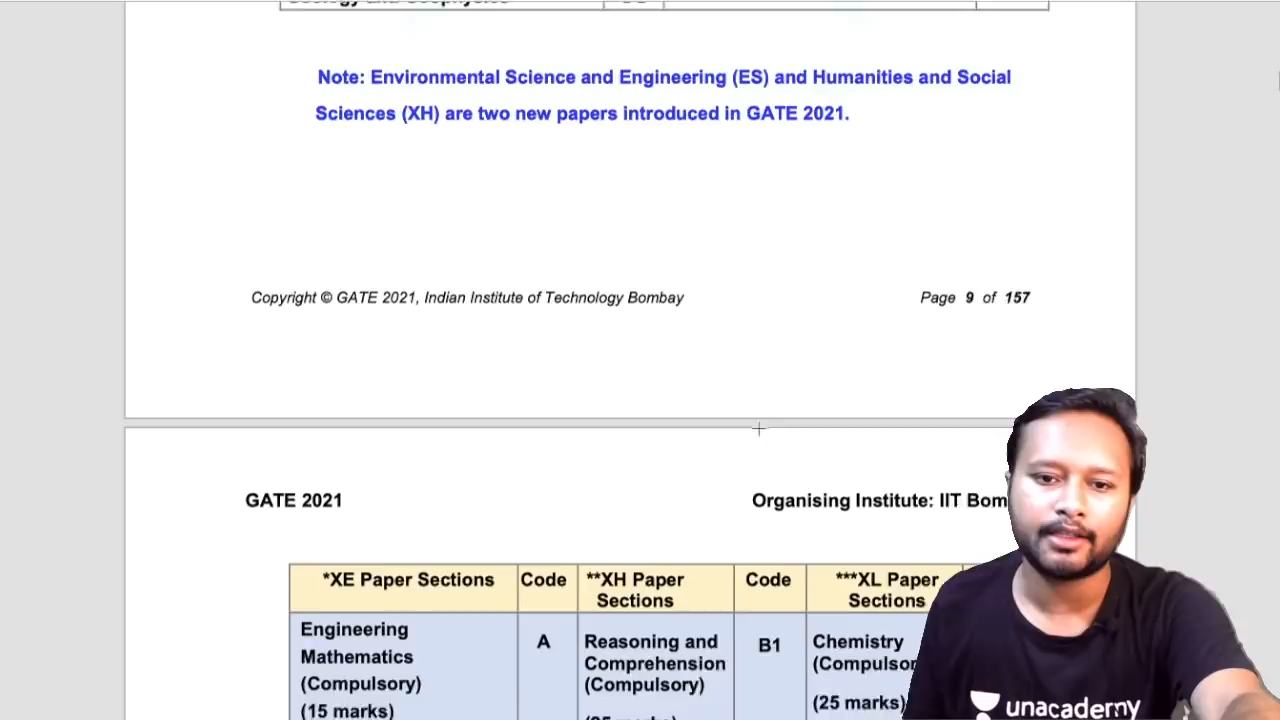 Note: Environmental Science and Engineering (ES) and Humanities and Social
Sciences (XH) are two new papers introduced in GATE 2021.
Copyright © GATE 2021, Indian Institute of Technology Bombay
Page 9 of 157
GATE 2021
Organising Institute: IIT Bom
*XE Paper Sections
Code
**XH Paper
Sections
Code
***XL Paper
Sections
Engineering
Mathematics
(Compulsory)
(15 marks)
A
Reasoning and
Comprehension
(Compulsory)
B1
Chemistry
(Compulsor
(25 marks)
unacademy